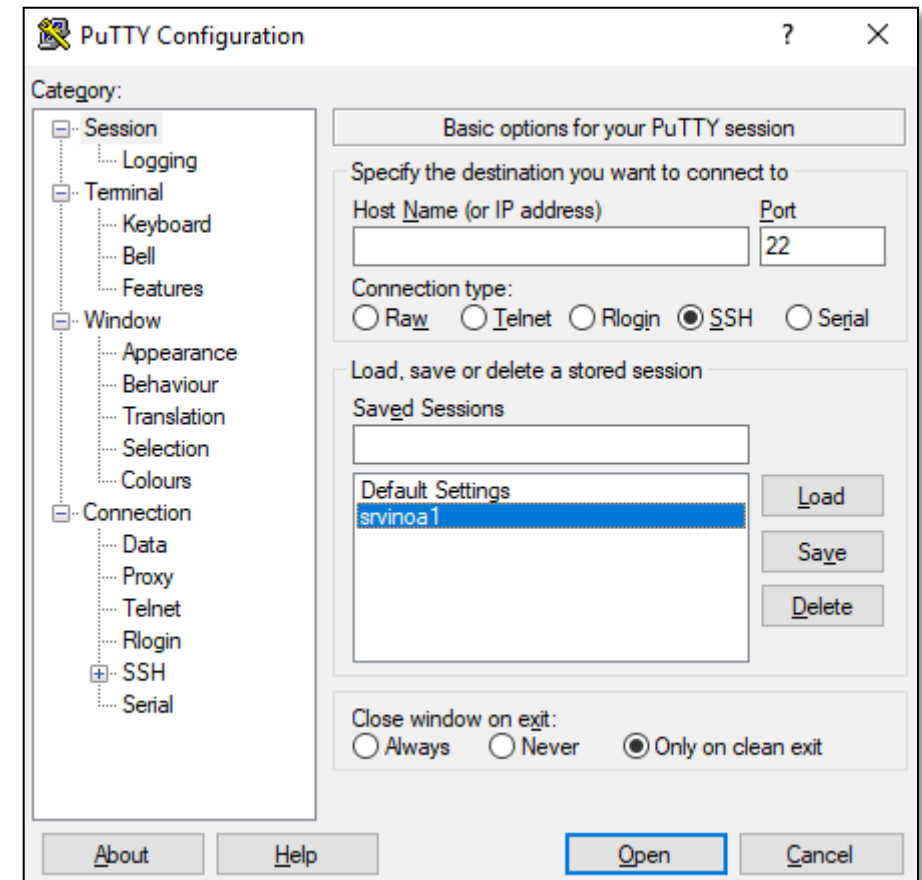 PuTTY Configuration
?
Category:
Session
Logging
Terminal
Keyboard
Bell
Features
Window
Appearance
Behaviour
Translation
Selection
Colours
Connection
Data
Proxy
Telnet
Rlogin
SSH
Serial
Basic options for your PuTTY session
Specify the destination you want to connect to
Host Name (or IP address) Port
22
Connection type:
Raw Telnet Rlogin SSH Serial
Load, save or delete a stored session
Saved Sessions
Default Settings
srvinoa1
Load
Save
Delete
Close window on exit:
Always Never Only on clean exit
About Help Open Cancel